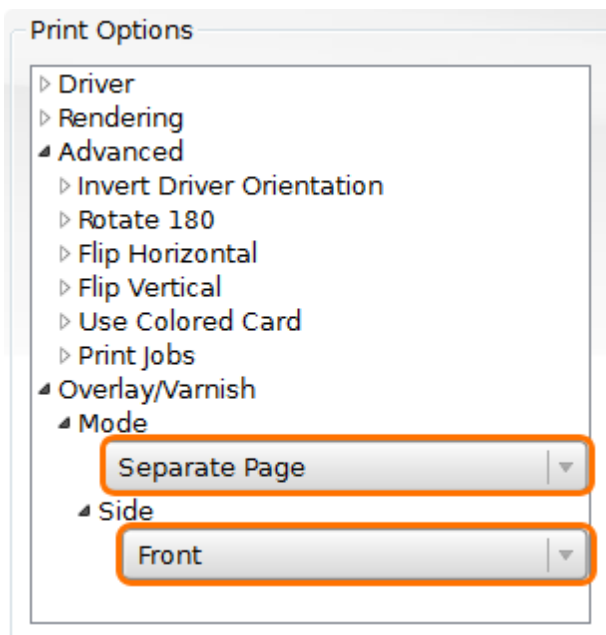 Print Options
Driver
Rendering
Advanced
Invert Driver Orientation
Rotate 180
Flip Horizontal
Flip Vertical
Use Colored Card
Print Jobs
Overlay/Varnish
Mode
Separate Page
Side
Front